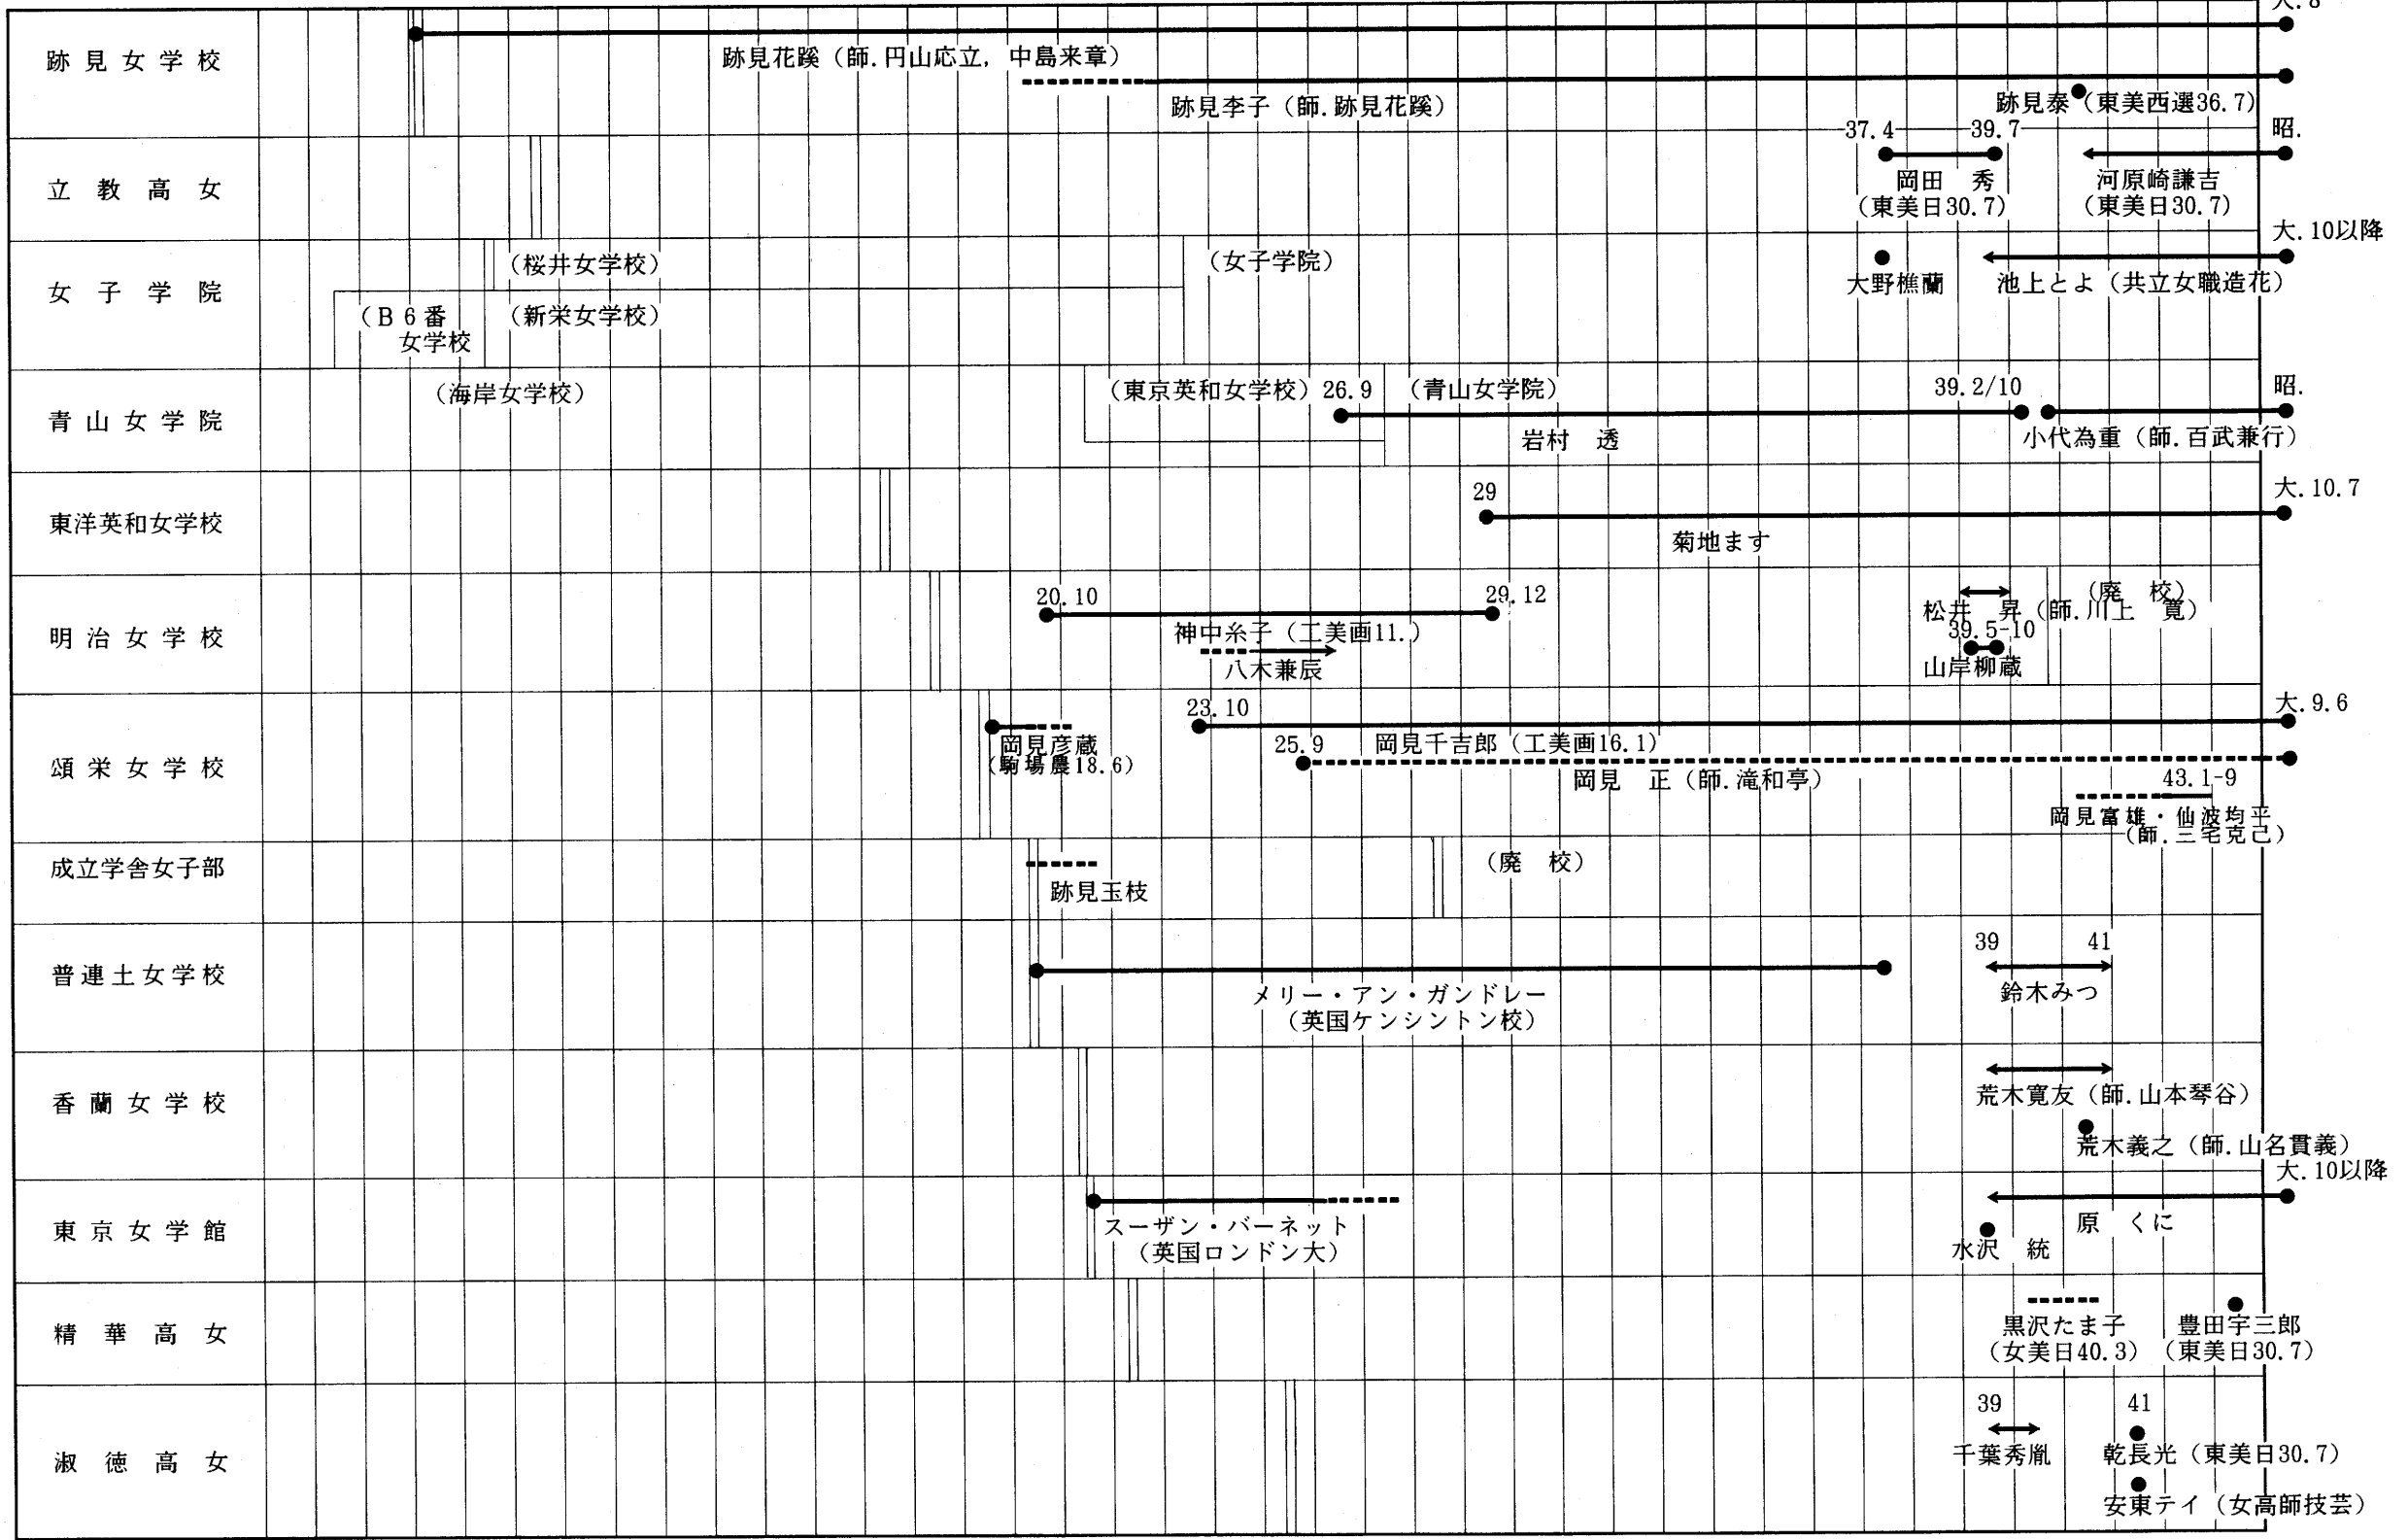 大.8
跡見女学校
跡見花蹊（師.円山応立, 中島来章）
跡見李子（師.跡見花蹊）
跡見泰（東美西選36.7）
立教高女
37.4
39.7
昭.
岡田　秀
（東美日30.7）
河原崎謙吉
（東美日30.7）
女子学院
（桜井女学校）
（女子学院）
（B6番
女学校
（新栄女学校）
大野樵蘭
大.10以降
池上とよ（共立女職造花）
青山女学院
（海岸女学校）
（東京英和女学校）
26.9
（青山女学院）
39.2/10
昭.
岩村　透
小代為重（師.百武兼行）
東洋英和女学校
29
大.10.7
菊地ます
明治女学校
20.10
29.12
神中糸子（工美画11.）
八木兼辰
（廃　校）
松井　昇（師.川上　寛）
39.5-10
山岸柳蔵
頌栄女学校
岡見彦蔵
（駒場農18.6）
23.10
大.9.6
岡見千吉郎（工美画16.1）
25.9
岡見　正（師.滝和亭）
43.1-9
岡見富雄・仙波均平
（師.三宅克己）
成立学舎女子部
跡見玉枝
（廃　校）
普連土女学校
メリー・アン・ガンドレー
（英国ケンシントン校）
39
41
鈴木みつ
香蘭女学校
荒木寛友（師.山本琴谷）
荒木義之（師.山名貫義）
東京女学館
スーザン・バーネット
（英国ロンドン大）
大.10以降
原　くに
水沢　統
精華高女
黒沢たま子
（女美日40.3）
豊田宇三郎
（東美日30.7）
淑徳高女
39
千葉秀胤
41
乾長光（東美日30.7）
安東テイ（女高師技芸）